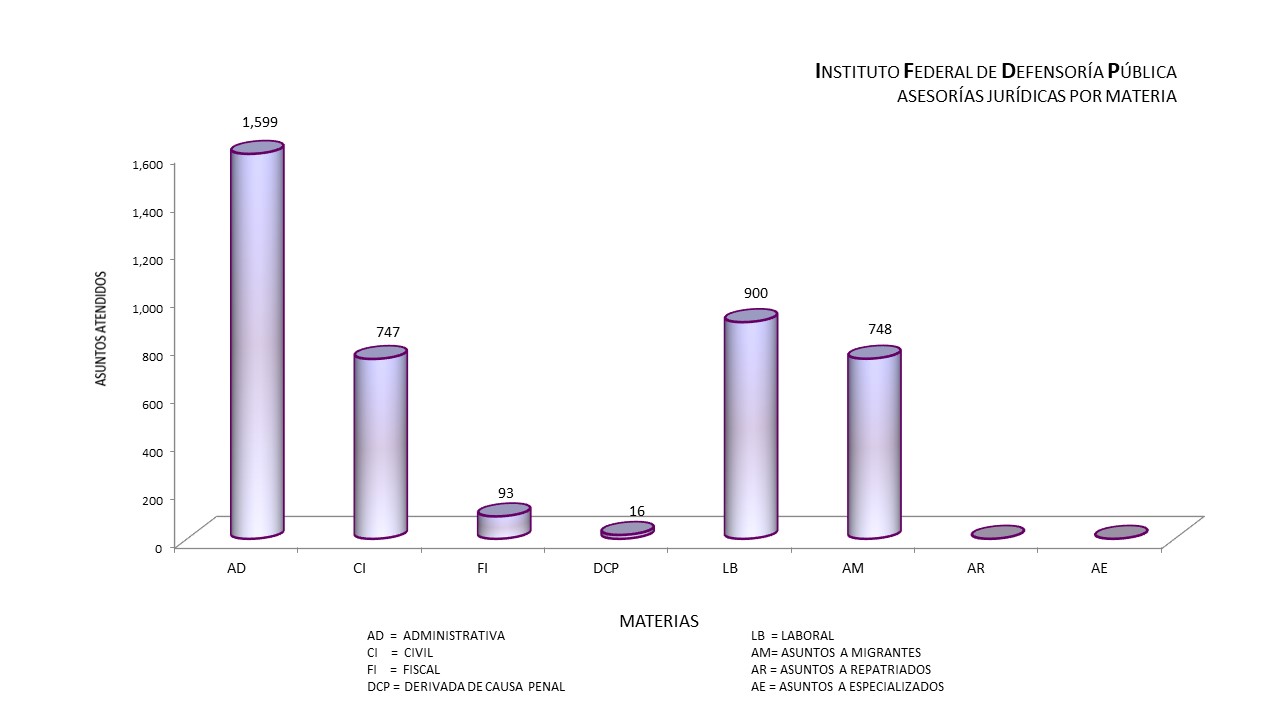 INSTITUTO FEDERAL DE DEFENSORÍA PÚBLICA
ASESORÍAS JURÍDICAS POR MATERIA
ASUNTOS ATENDIDOS
1,600
1,400
1,200
1,000
800
600
400
200
0
1,599
747
93
16
900
748
AD
CI
FI
DCP
LB
AM
AR
AE
MATERIAS
AD = ADMINISTRATIVA
CI = CIVIL
FI = FISCAL
DCP = DERIVADA DE CAUSA PENAL
LB = LABORAL
AM= ASUNTOS A MIGRANTES
AR = ASUNTOS A REPATRIADOS
AE = ASUNTOS A ESPECIALIZADOS